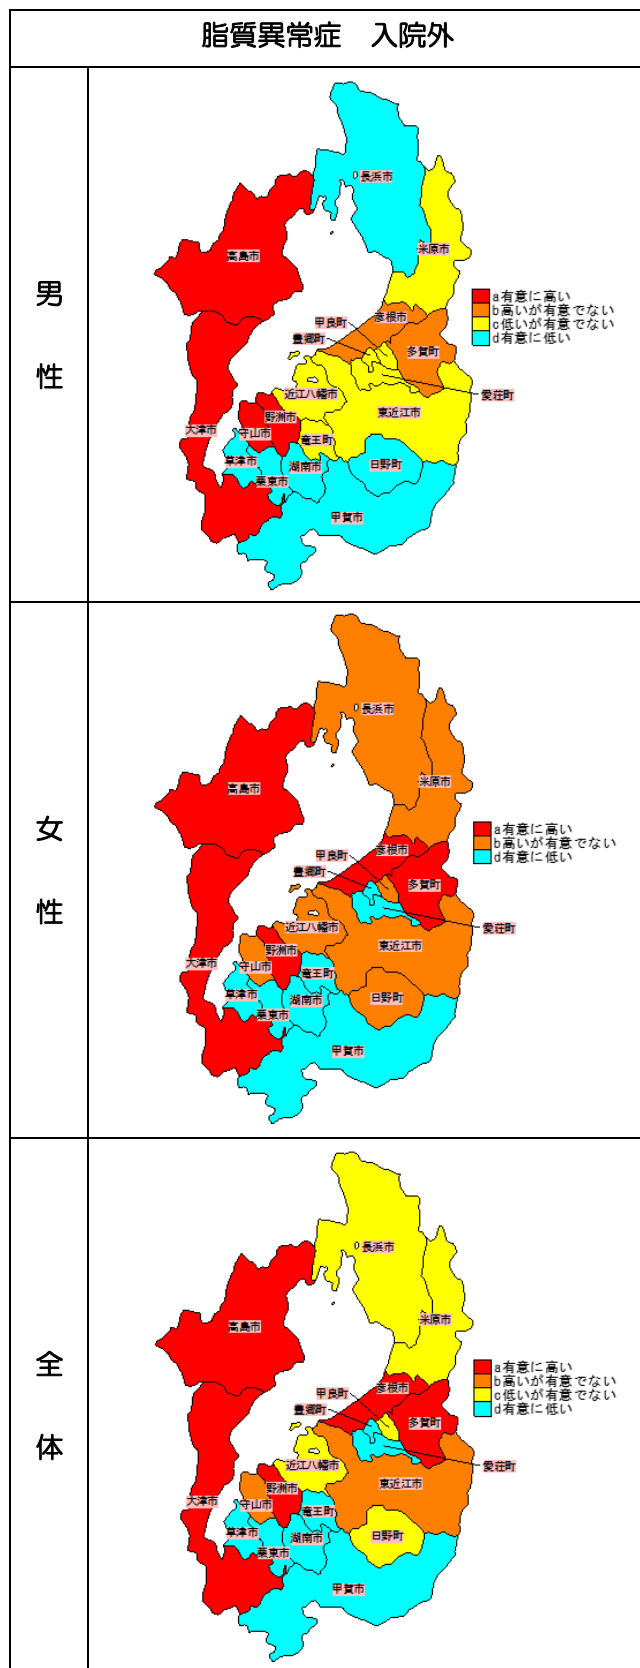 脂質異常症　入院外
男性
長浜市
米原市
高島市
a有意に高い
b高いが有意でない
c低いが有意でない
d有意に低い
彦根市
甲良町
豊郷町
多賀町
愛荘町
近江八幡市
東近江市
野洲市
大津市
守山市
竜王町
草津市
湖南市
日野町
栗東市
甲賀市
女性
長浜市
米原市
高島市
a有意に高い
b高いが有意でない
d有意に低い
彦根市
甲良町
豊郷町
多賀町
愛荘町
近江八幡市
東近江市
野洲市
大津市
守山市
竜王町
草津市
湖南市
日野町
栗東市
甲賀市
全体
長浜市
米原市
高島市
a有意に高い
b高いが有意でない
c低いが有意でない
d有意に低い
彦根市
甲良町
豊郷町
多賀町
愛荘町
近江八幡市
東近江市
野洲市
大津市
守山市
竜王町
草津市
湖南市
日野町
栗東市
甲賀市